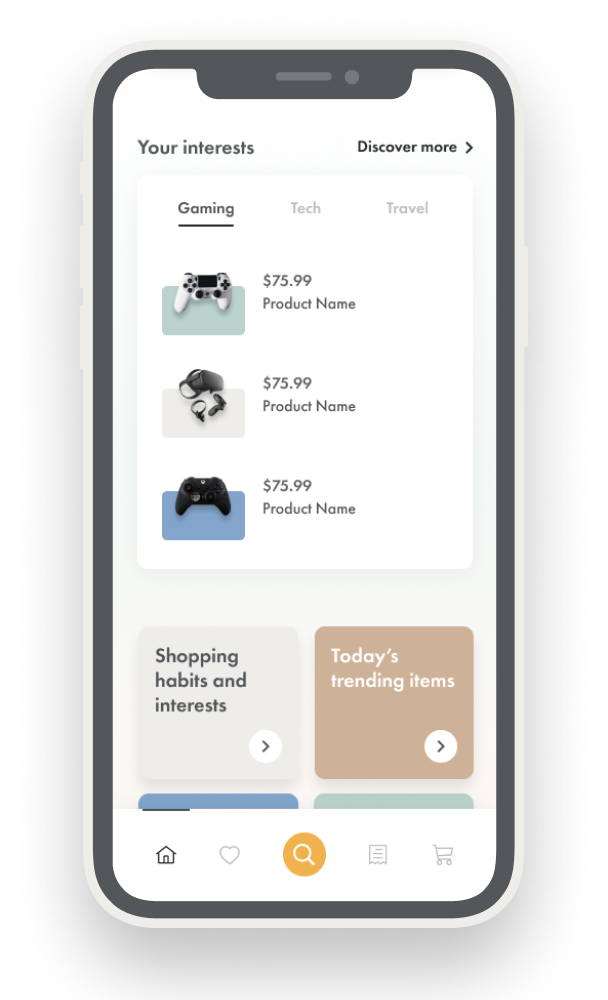 Your interests
Discover more
Gaming
Tech
Travel
$75.99
Product Name
$75.99
Product Name
$75.99
Product Name
Shopping
habits and
interests
Today’s
trending items